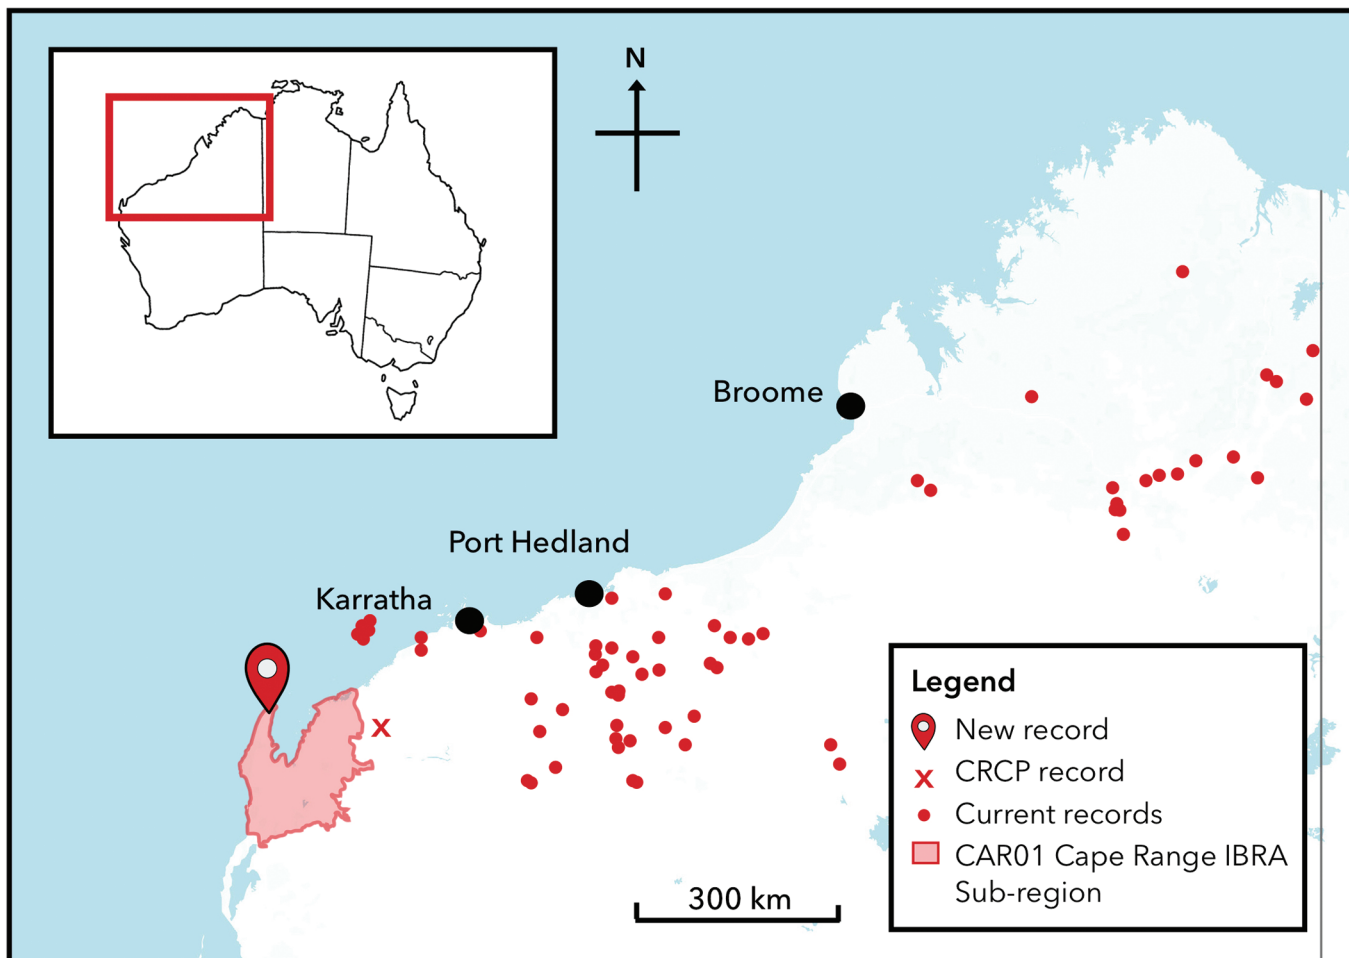 N
Broome
Port Hedland
Karratha
300 km
Legend
New record
x CRCP record
Current records
CAR01 Cape Range IBRA
Sub-region
x